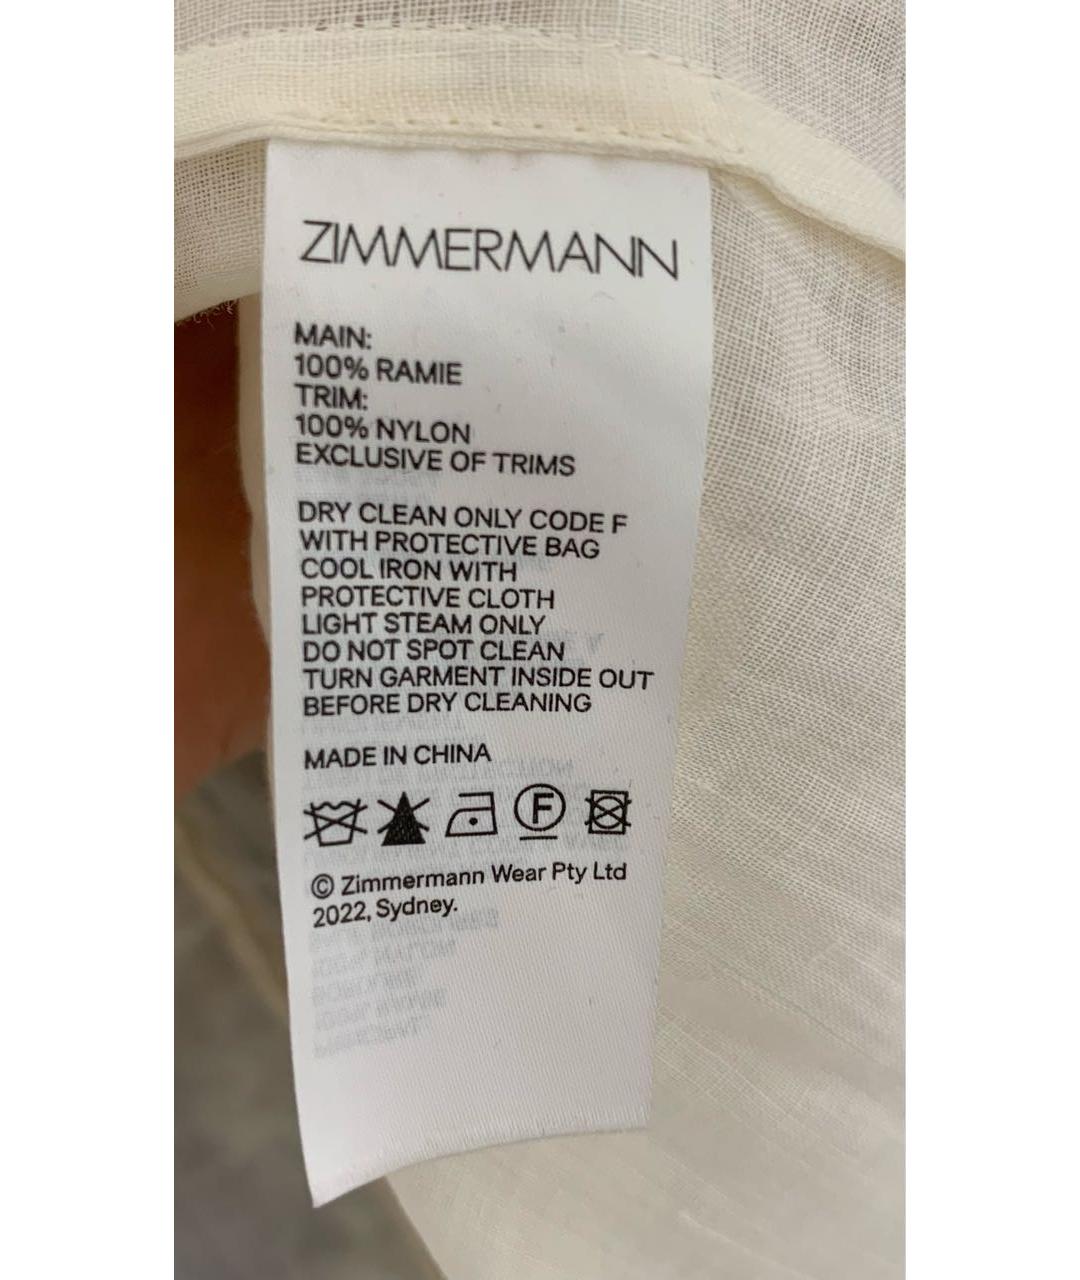 ZIMMERMANN
MAIN:
100% RAMIE
TRIM:
100% NYLON
EXCLUSIVE OF TRIMS
DRY CLEAN ONLY CODE F
WITH PROTECTIVE BAG
COOL IRON WITH
PROTECTIVE CLOTH
LIGHT STEAM ONLY
DO NOT SPOT CLEAN
TURN GARMENT INSIDE OUT
BEFORE DRY CLEANING
MADE IN CHINA
F
© Zimmermann Wear Pty Ltd
2022, Sydney.